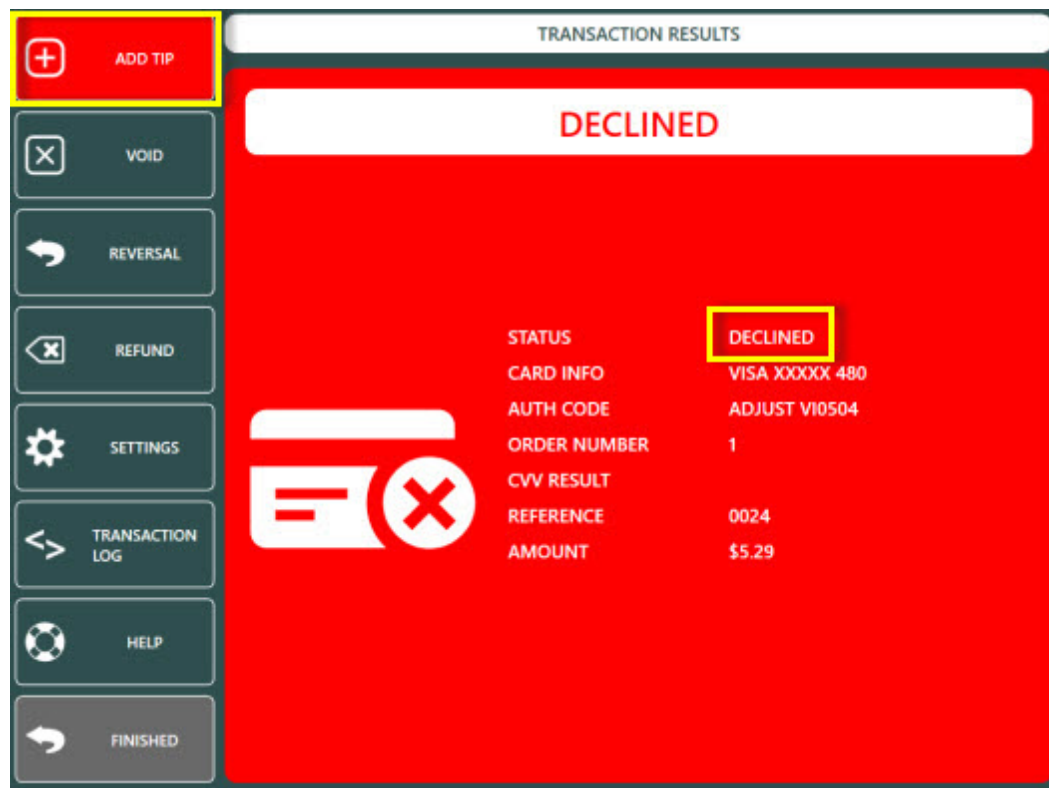 ADD TIP
VOID
REVERSAL
REFUND
SETTINGS
TRANSACTION
LOG
HELP
FINISHED
TRANSACTION RESULTS
DECLINED
STATUS DECLINED
CARD INFO VISA XXXXX 480
AUTH CODE ADJUST VI0504
ORDER NUMBER 1
CVV RESULT
REFERENCE 0024
AMOUNT $5.29